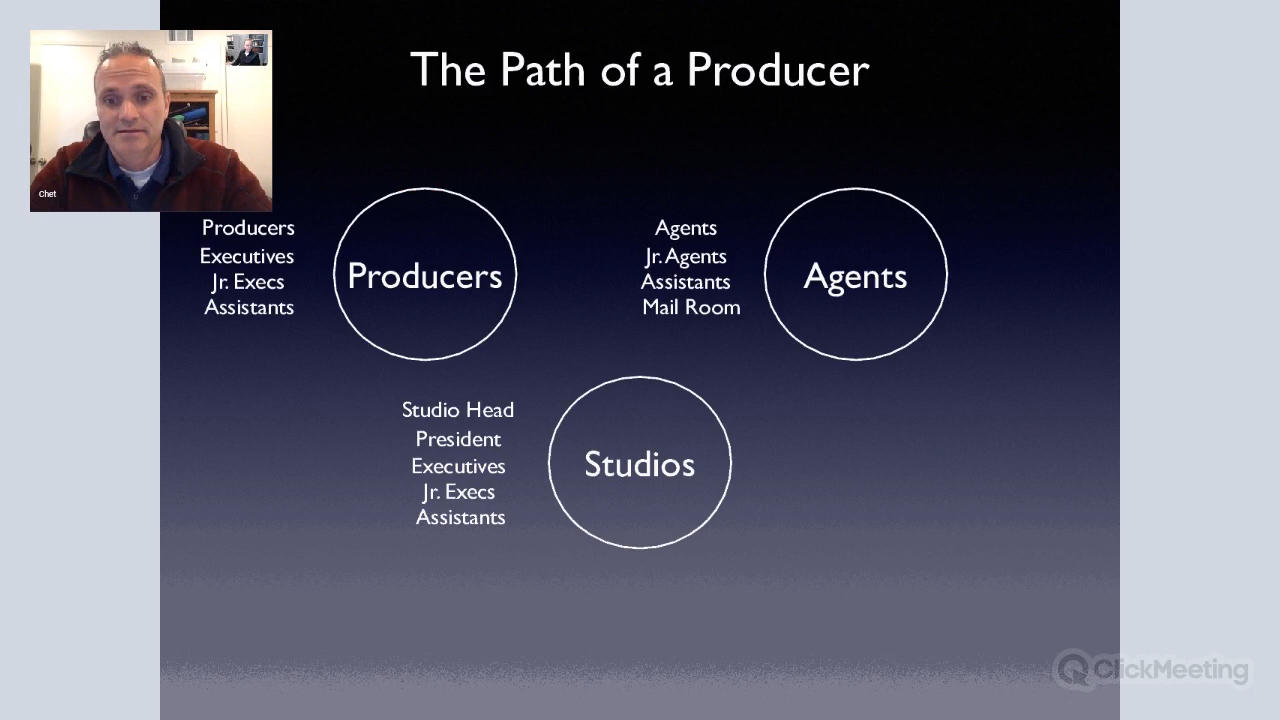 The Path of a Producer
Chet
Producers
Executives
Jr. Execs
Assistants
Producers
Agents
Jr. Agents
Assistants
Mail Room
Agents
Studio Head
President
Executives
Jr. Execs
Assistants
Studios
ClickMeeting